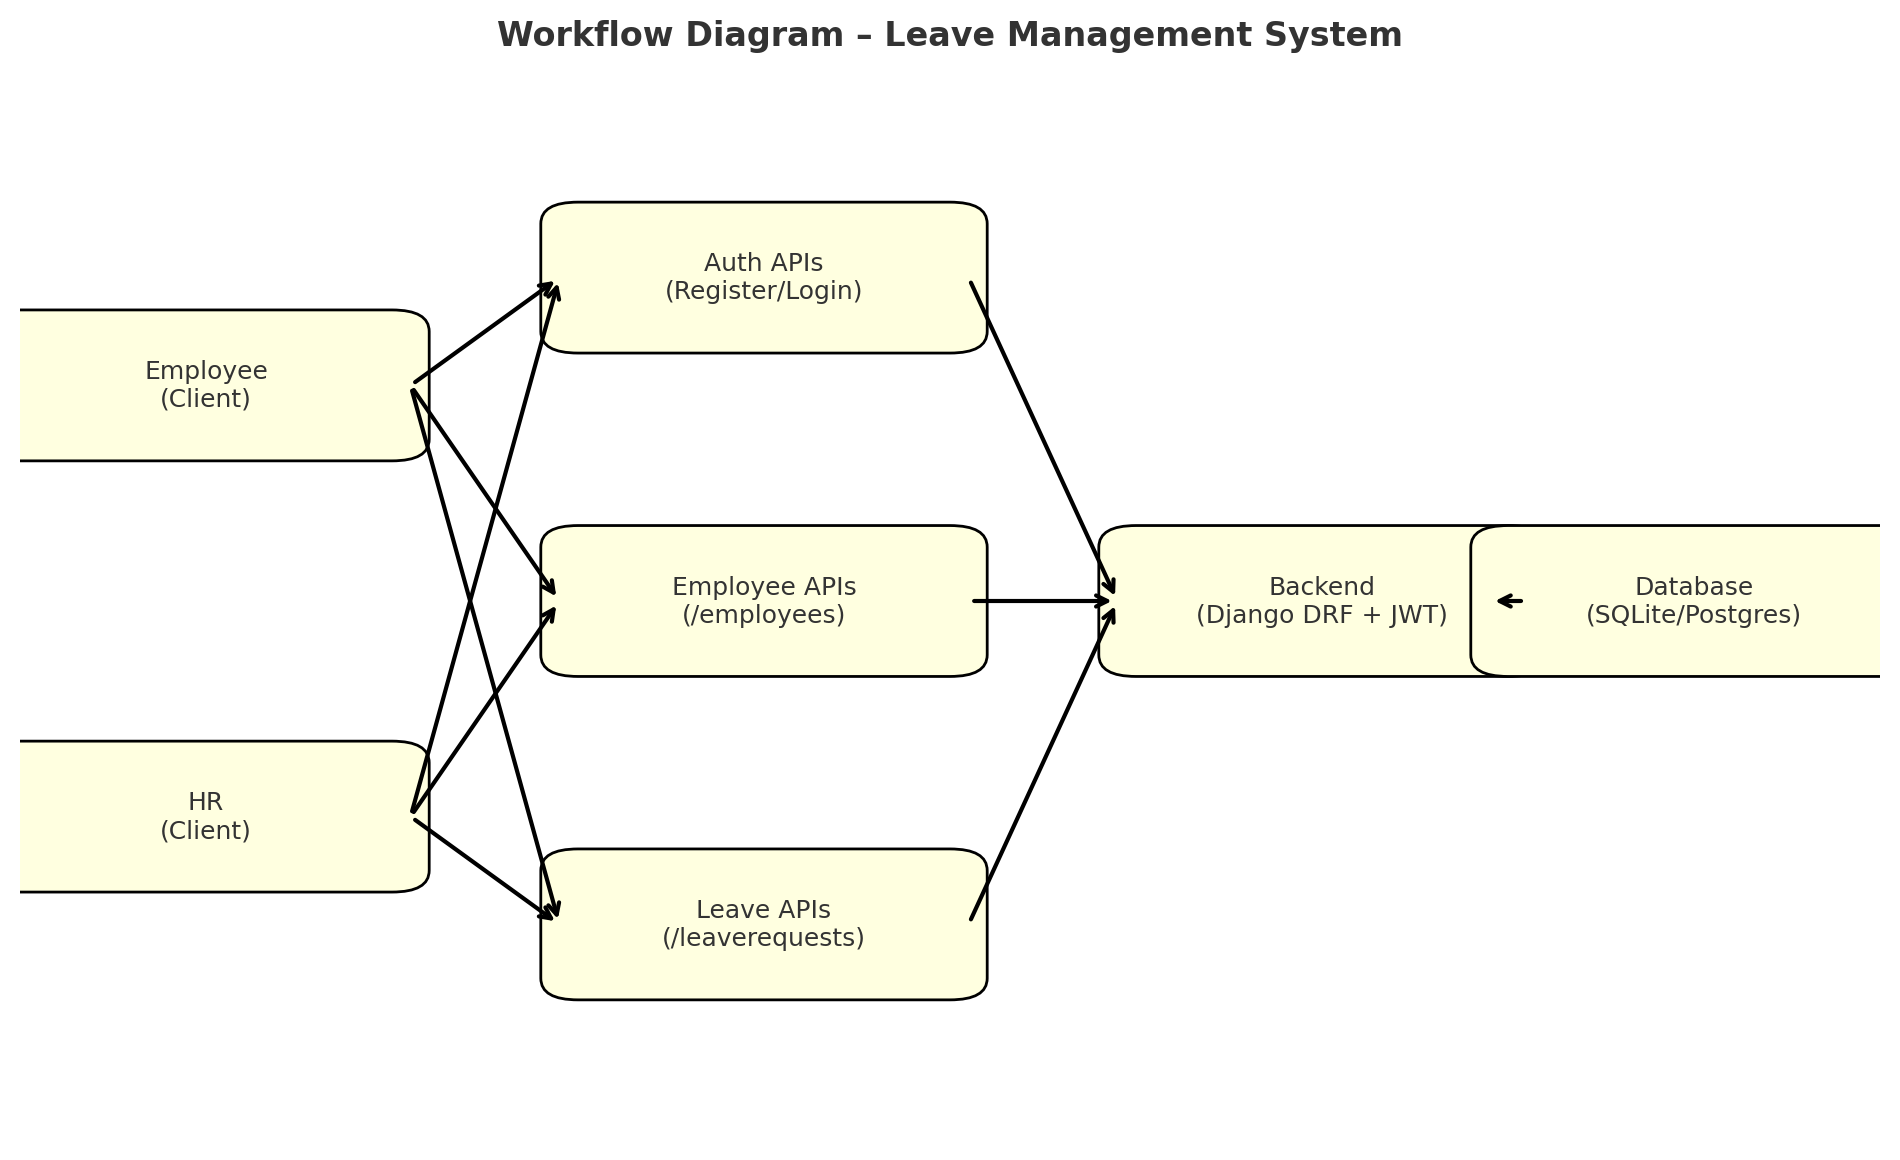 Workflow Diagram – Leave Management System
Auth APIs
(Register/Login)
Employee
(Client)
Employee APIs
(/employees)
Backend
(Django DRF + JWT)
Database
(SQLite/Postgres)
HR
(Client)
Leave APIs
(/leaverequests)